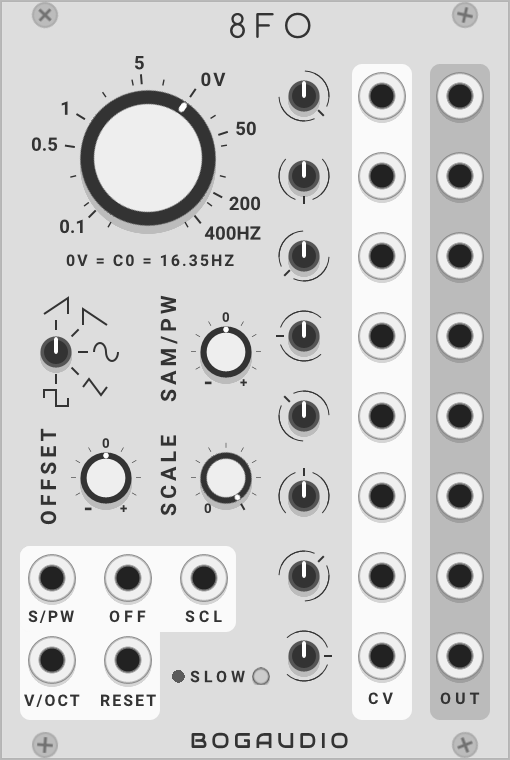 8FO
5
0V
1
50
0.5
200
0.1
400HZ
0V = C0 = 16.35HZ
SAM/PW
0
- +
OFFSET
0
- +
SCALE
0
S/PW OFF SCL
V/OCT RESET
SLOW
CV
OUT
BOGAUDIO